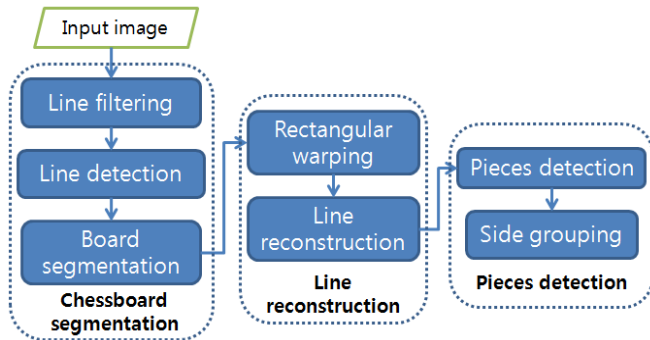 Input image
Line filtering
Line detection
Board
segmentation
Chessboard
segmentation
Rectangular
warping
Line
reconstruction
Line
reconstruction
Pieces detection
Side grouping
Pieces detection